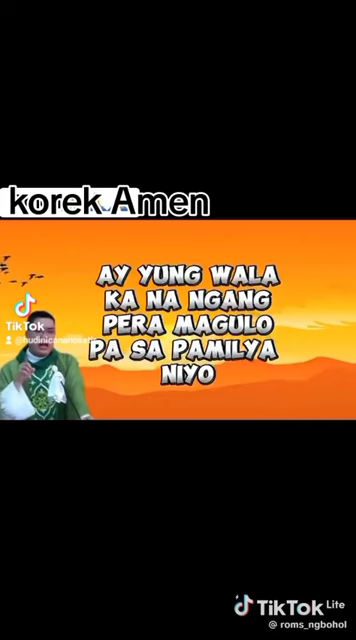 korek Amen
AY YUNG WALA
KA NA NGANG
PERA MAGULO
PA SA PAMILYA
NIYO
TikTok
TikTok Lite
@ roms_ngbohol